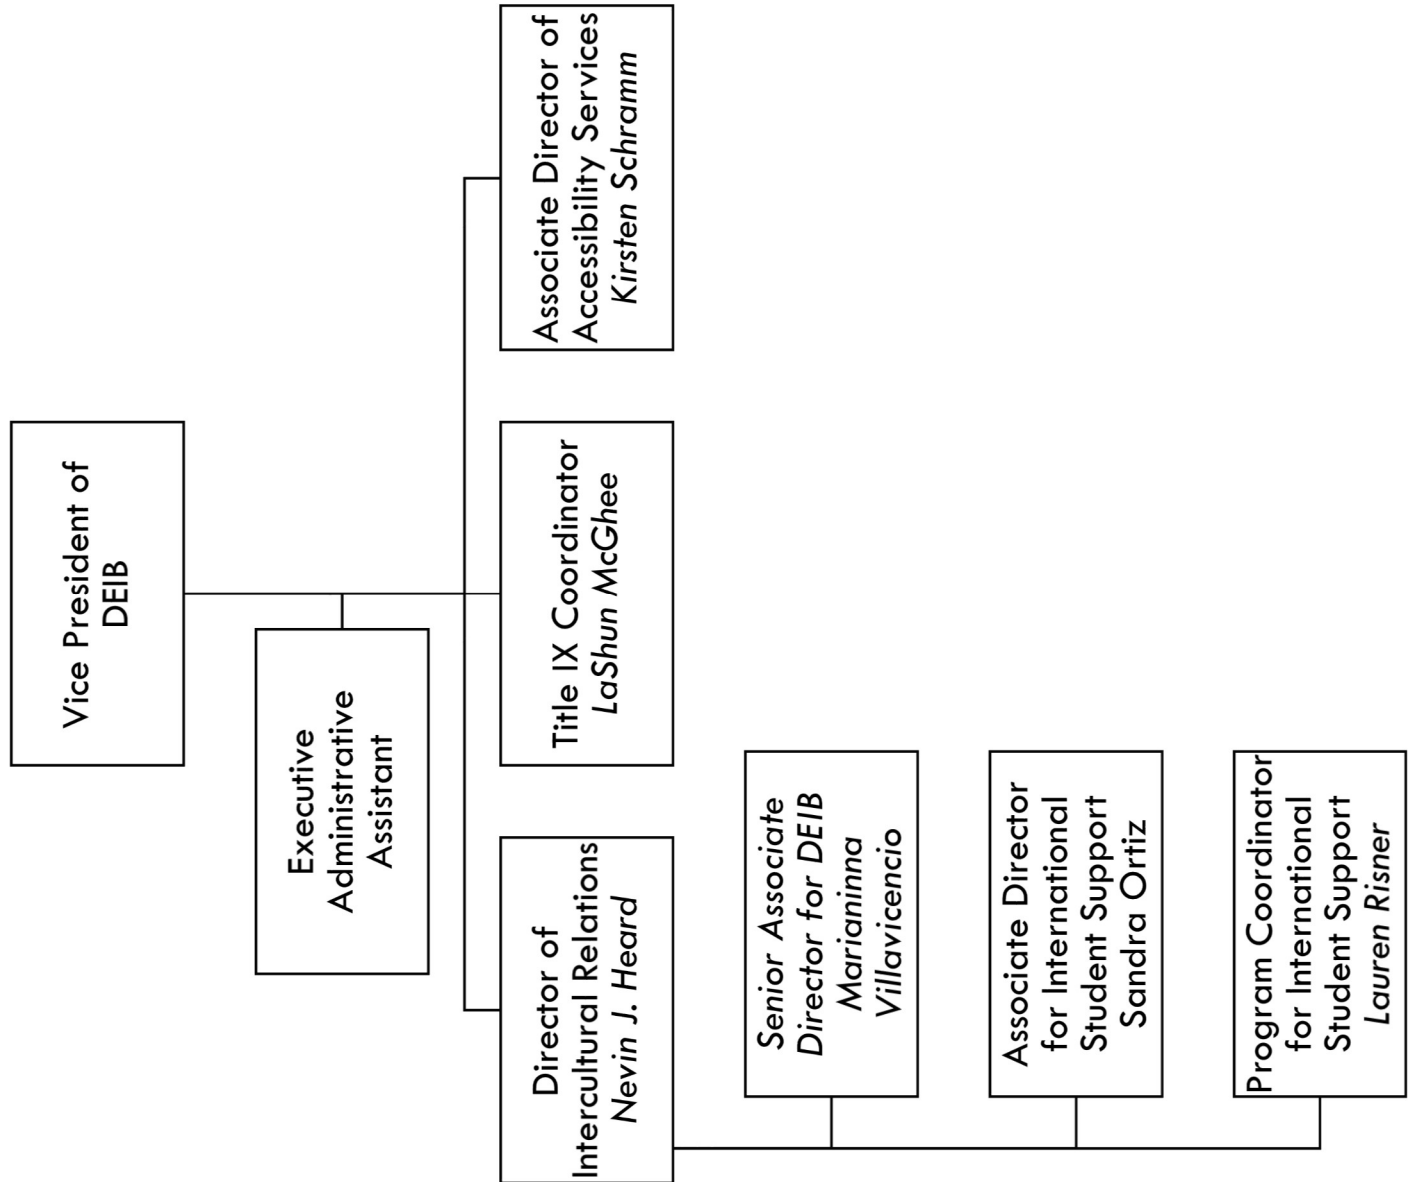 Vice President of
DEIB
Executive
Administrative
Assistant
Director of
Intercultural Relations
Nevin J. Heard
Title IX Coordinator
LaShun McGhee
Associate Director of
Accessibility Services
Kirsten Schramm
Senior Associate
Director for DEIB
Marianinna
Villavicencio
Associate Director
for International
Student Support
Sandra Ortiz
Program Coordinator
for International
Student Support
Lauren Risner